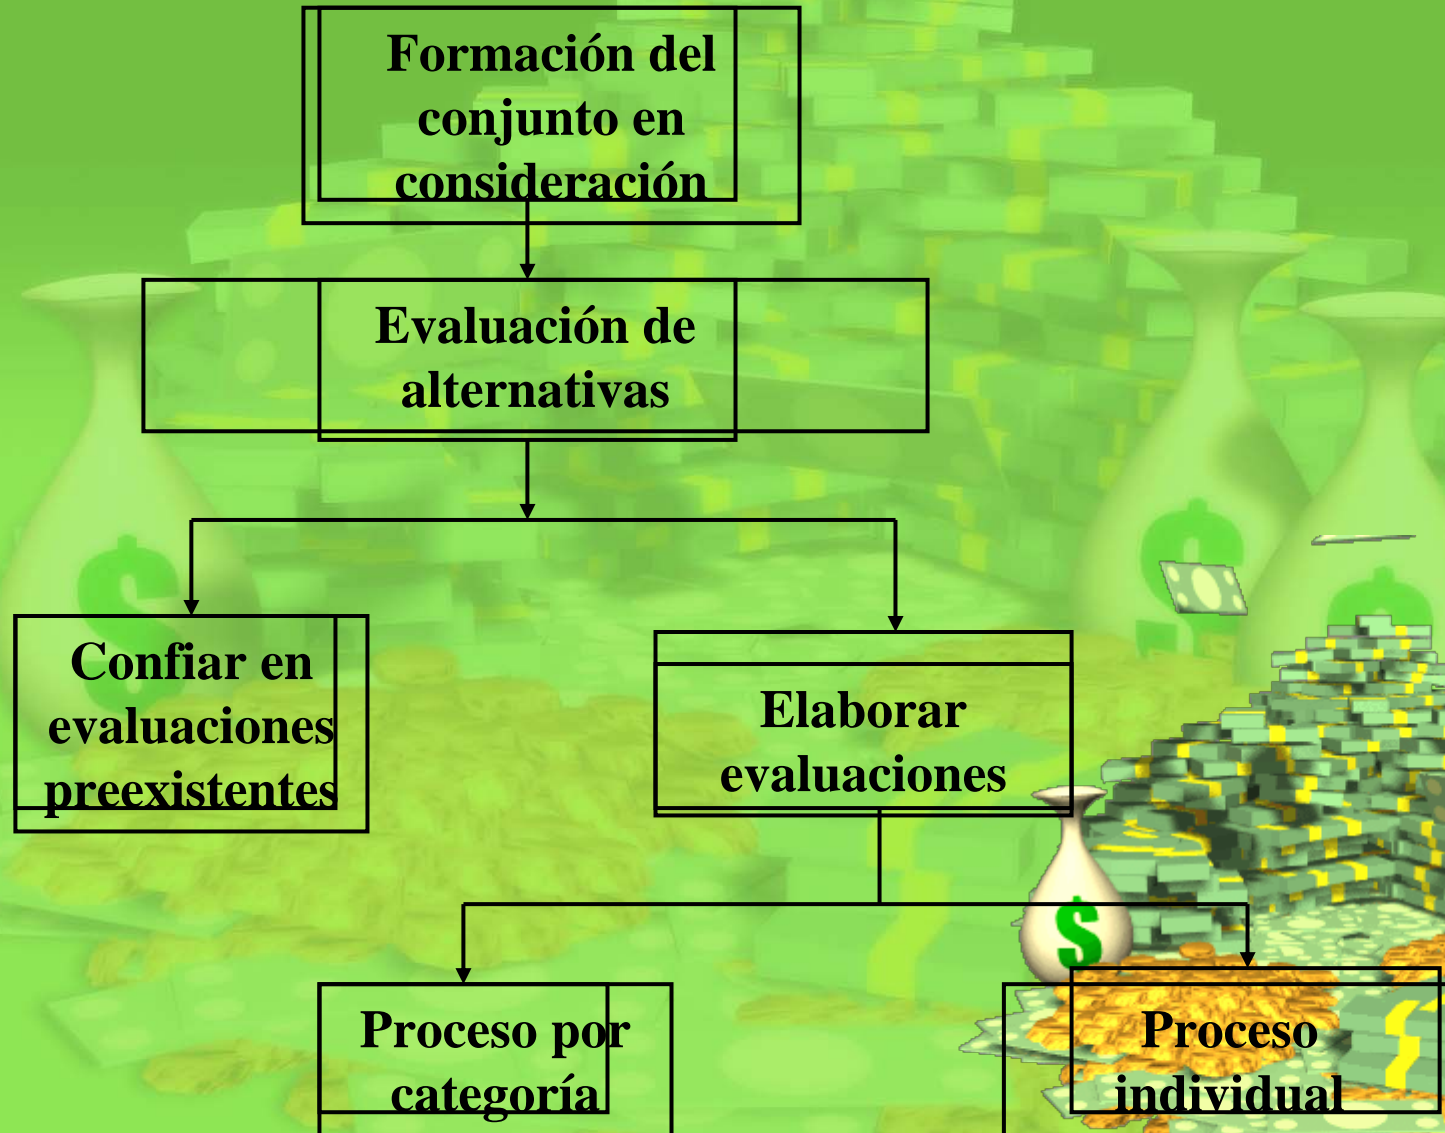 Formación del
conjunto en
consideración
Evaluación de
alternativas
Confiar en
evaluaciones
preexistentes
Elaborar
evaluaciones
Proceso por
categoría
Proceso
individual
$
$
$
$